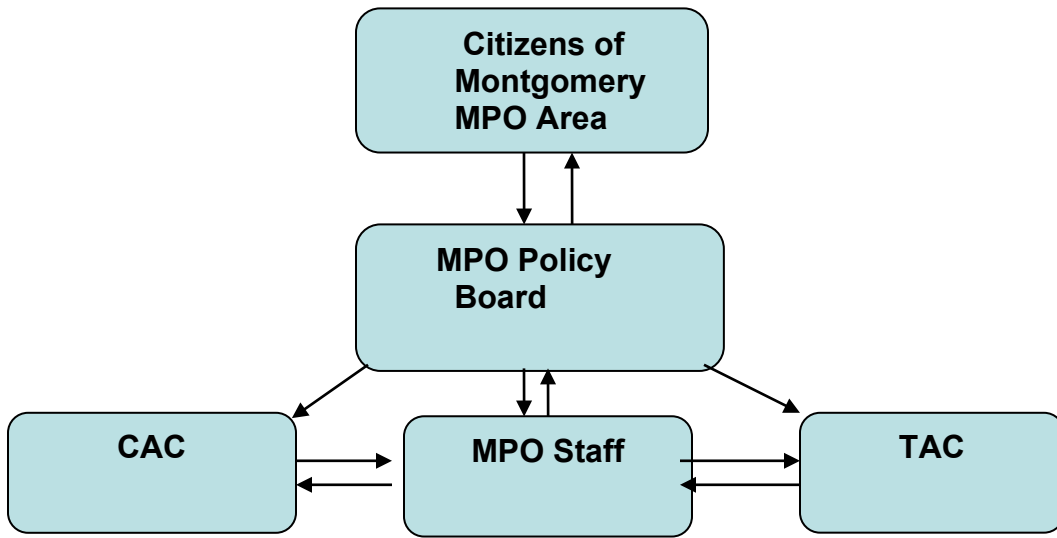 Citizens of
Montgomery
MPO Area
MPO Policy
Board
CAC
MPO Staff
TAC